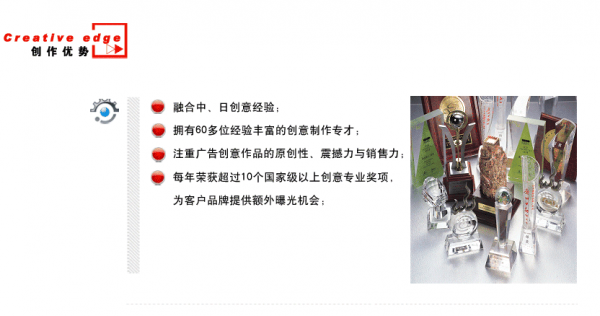 Creative edge
创作优势
融合中、日创意经验；
拥有60多位经验丰富的创意制作专才；
注重广告创意作品的原创性、震撼力与销售力；
每年荣获超过10个国家级以上创意专业奖项，
为客户品牌提供额外曝光机会；